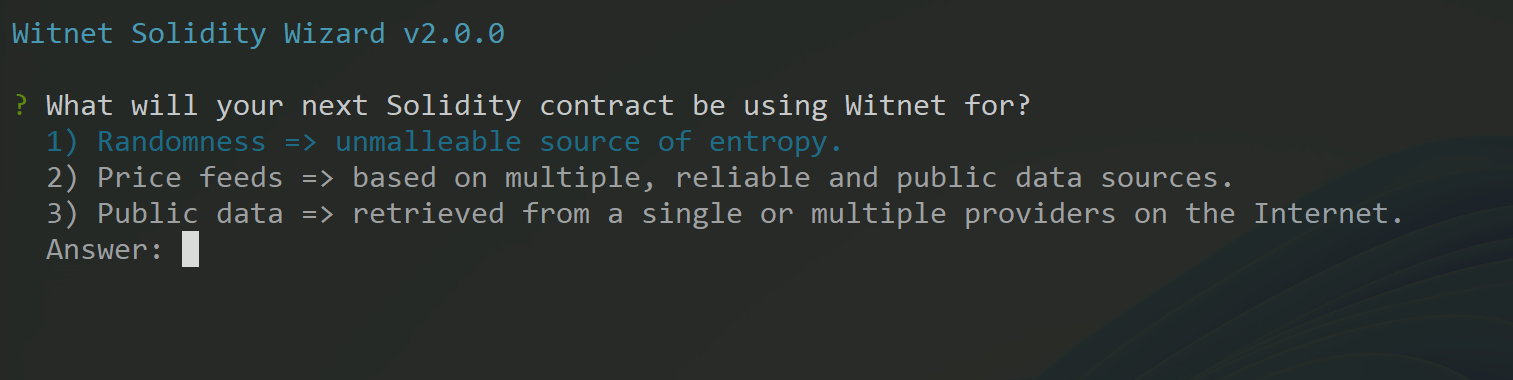 Witnet Solidity Wizard v2.0.0
? What will your next Solidity contract be using Witnet for?
1) Randomness => unmalleable source of entropy.
2) Price feeds => based on multiple, reliable and public data sources.
3) Public data => retrieved from a single or multiple providers on the Internet.
Answer: